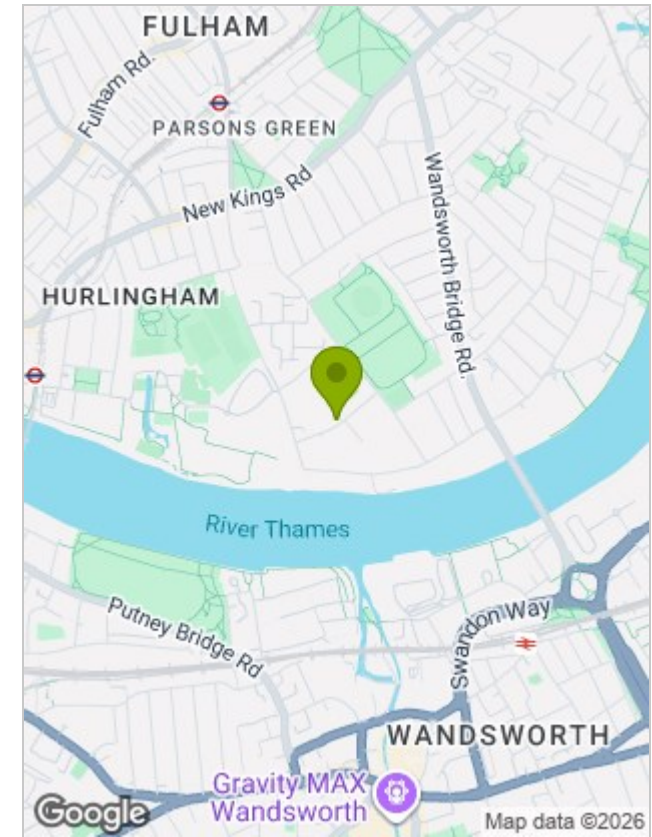 FULHAM
Fulham Rd.
PARSONS GREEN
New Kings Rd
Wandsworth Bridge Rd.
HURLINGHAM
River Thames
Putney Bridge Rd
Swandon Way
WANDSWORTH
Gravity MAX
Wandsworth
Google
Map data ©2026